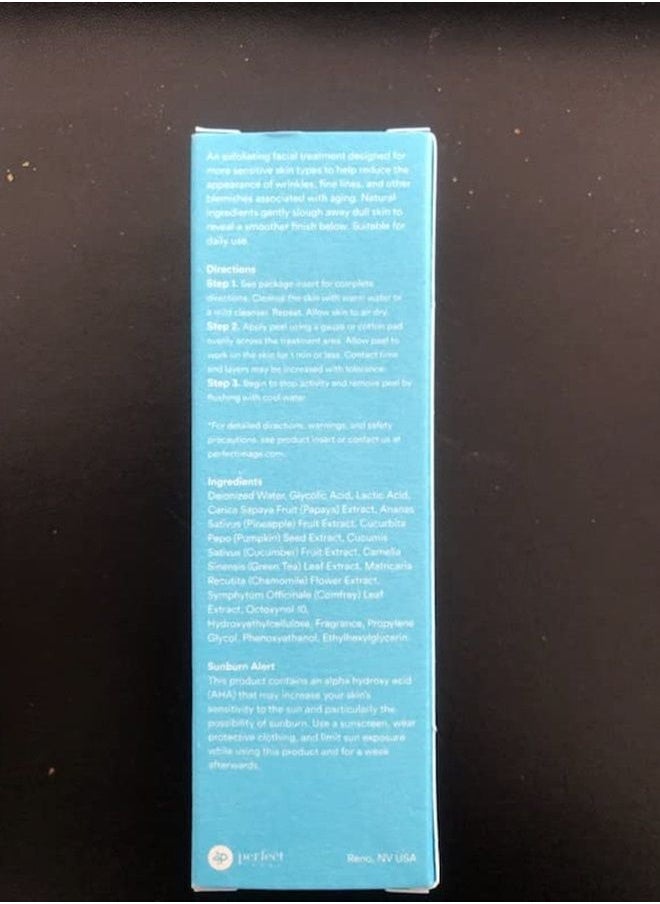 An exfoliating facial treatment designed for
more sensitive skin types to help reduce the
appearance of wrinkles, fine lines, and other
blemishes associated with aging. Natural
ingredients gently slough away dull skin to
reveal a smoother finish below. Suitable for
daily use.
Directions
Step 1. See package insert for complete
directions. Cleanse the skin with warm water or
a mild cleanser. Repeat. Allow skin to air dry.
Step 2. Apply peel using a gauze or cotton pad
evenly across the treatment area. Allow peel to
work on the skin for 1 min or less. Contact time
and layers may be increased with tolerance.
Step 3. Begin to stop activity and remove peel by
flushing with cool water.
*For detailed directions, warnings, and safety
precautions, see product insert or contact us at
perfectimage.com.
Ingredients
Deionized Water, Glycolic Acid, Lactic Acid,
Carica Sapaya Fruit (Papaya) Extract, Ananas
Sativus (Pineapple) Fruit Extract, Cucurbita
Pepo (Pumpkin) Seed Extract, Cucumis
Sativus (Cucumber) Fruit Extract, Camellia
Sinensis (Green Tea) Leaf Extract, Matricaria
Recutita (Chamomile) Flower Extract,
Symphytum Officinale (Comfrey) Leaf
Extract, Octoxynol 10,
Hydroxyethylcellulose, Fragrance, Propylene
Glycol, Phenoxyethanol, Ethylhexylglycerin.
Sunburn Alert
This product contains an alpha hydroxy acid
(AHA) that may increase your skin's
sensitivity to the sun and particularly the
possibility of sunburn. Use a sunscreen, wear
protective clothing, and limit sun exposure
while using this product and for a week
afterwards.
perfect
Reno, NV USA